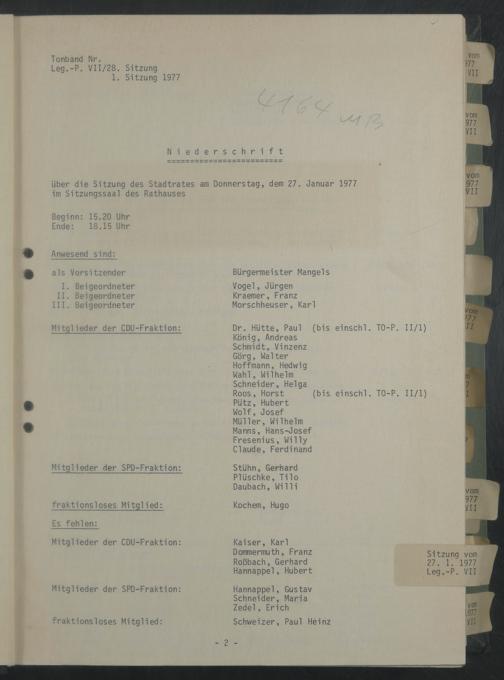 Tonband Nr.
Leg.-P. VII/28. Sitzung
1. Sitzung 1977
4164
N i e d e r s c h r i f t
über die Sitzung des Stadtrates am Donnerstag, dem 27. Januar 1977
im Sitzungssaal des Rathauses
Beginn: 15,20 Uhr
Ende: 18,15 Uhr
Anwesend sind:
als Vorsitzender Bürgermeister Mangels
I. Beigeordneter Vogel, Jürgen
II. Beigeordneter Kraemer, Franz
III. Beigeordneter Morschheuser, Karl
Mitglieder der CDU-Fraktion: Dr. Hütte, Paul (bis einschl. TO-P. II/1)
König, Andreas
Schmidt, Vinzenz
Görg, Walter
Hoffmann, Hedwig
Wahl, Wilhelm
Schneider, Helga
Roos, Horst (bis einschl. TO-P. II/1)
Pütz, Hubert
Wolf, Josef
Müller, Wilhelm
Manns, Hans-Josef
Fresenius, Willy
Claude, Ferdinand
Mitglieder der SPD-Fraktion: Stühn, Gerhard
Plüschke, Tilo
Daubach, Willi
fraktionsloses Mitglied: Kochem, Hugo
Es fehlen:
Mitglieder der CDU-Fraktion: Kaiser, Karl
Dommermuth, Franz
Roßbach, Gerhard
Hannappel, Hubert
Mitglieder der SPD-Fraktion: Hannappel, Gustav
Schneider, Maria
Zedel, Erich
fraktionsloses Mitglied: Schweizer, Paul Heinz
- 2 -
Sitzung vom
27. 1. 1977
Leg.-P. VII